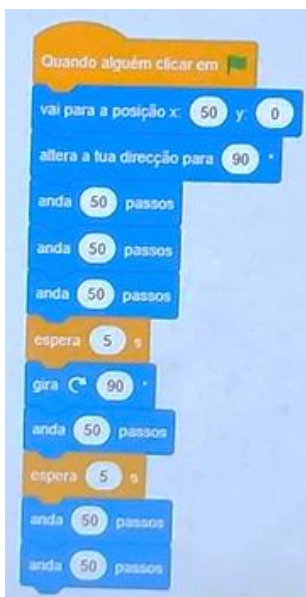 Quando alguém clicar em
vai para a posição x: 50 y: 0
altera a tua direcção para 90 °
anda 50 passos
anda 50 passos
anda 50 passos
espera 5 s
gira 90 °
anda 50 passos
espera 5 s
anda 50 passos
anda 50 passos